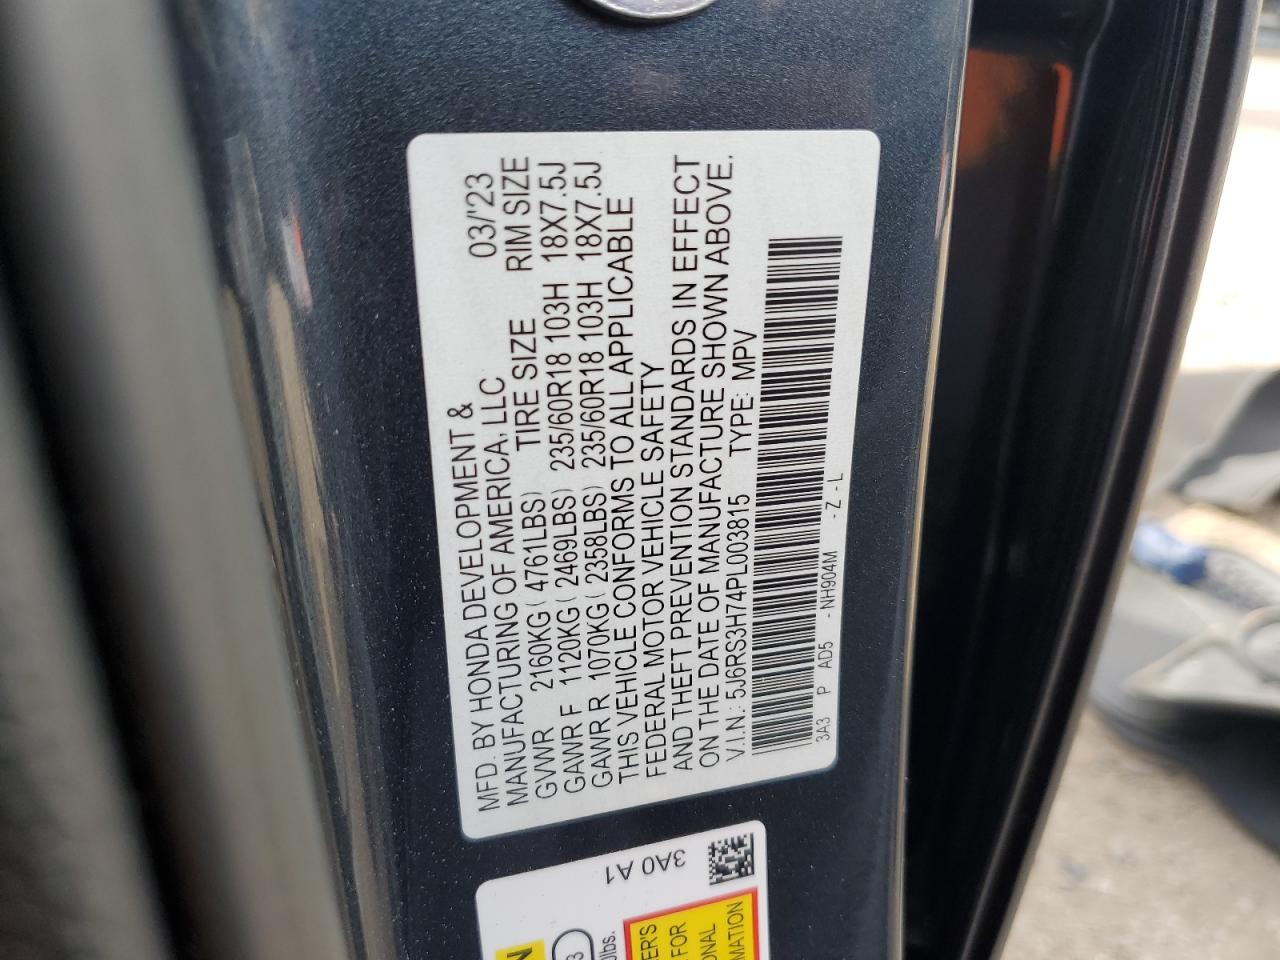 MFD. BY HONDA DEVELOPMENT &
MANUFACTURING OF AMERICA, LLC 03/'23
TIRE SIZE RIM SIZE
GVWR 2160KG ( 4761LBS)
GAWR F 1120KG ( 2469LBS) 235/60R18 103H 18X7.5J
GAWR R 1070KG ( 2358LBS) 235/60R18 103H 18X7.5J
THIS VEHICLE CONFORMS TO ALL APPLICABLE
FEDERAL MOTOR VEHICLE SAFETY
AND THEFT PREVENTION STANDARDS IN EFFECT
ON THE DATE OF MANUFACTURE SHOWN ABOVE.
V.I.N.: 5J6RS3H74PL003815 TYPE: MPV
3A3 P AD5 - NH904M - Z - L
3A0 A1